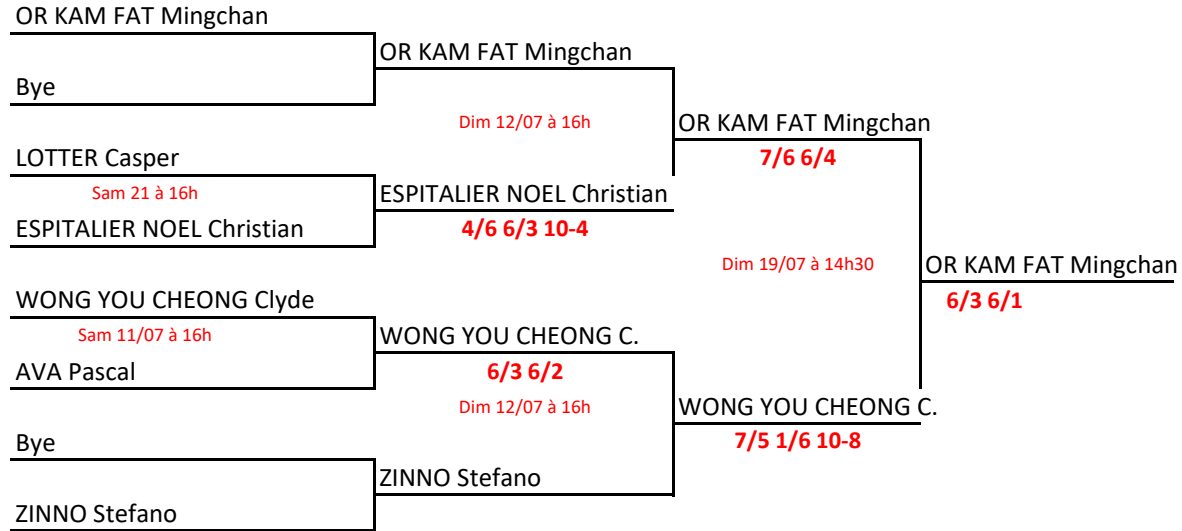 OR KAM FAT Mingchan
OR KAM FAT Mingchan
Bye
Dim 12/07 à 16h
OR KAM FAT Mingchan
7/6 6/4
LOTTER Casper
Sam 21 à 16h
ESPITALIER NOEL Christian
ESPITALIER NOEL Christian
4/6 6/3 10-4
Dim 19/07 à 14h30
OR KAM FAT Mingchan
6/3 6/1
WONG YOU CHEONG Clyde
Sam 11/07 à 16h
WONG YOU CHEONG C.
AVA Pascal
6/3 6/2
Dim 12/07 à 16h
WONG YOU CHEONG C.
7/5 1/6 10-8
Bye
ZINNO Stefano
ZINNO Stefano